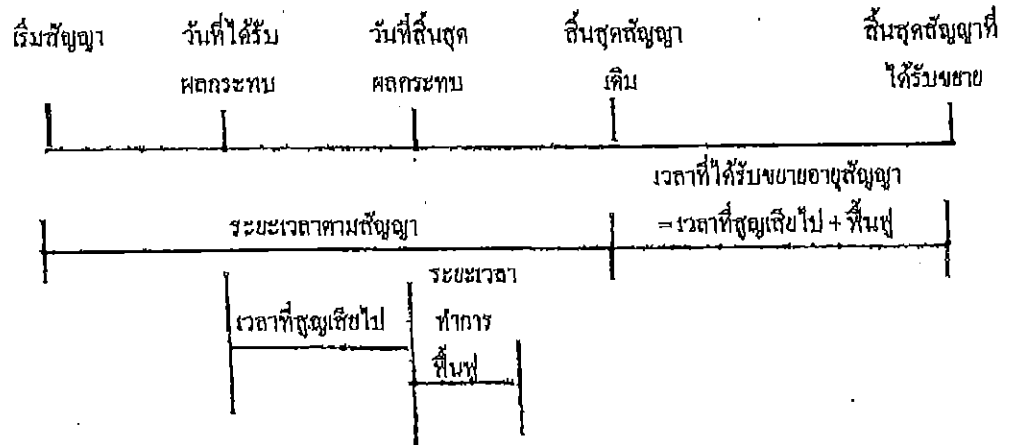 เริ่มสัญญา วันที่ได้รับ วันที่สิ้นสุด สิ้นสุดสัญญา สิ้นสุดสัญญาที่
ผลกระทบ ผลกระทบ เดิม ได้รับขยาย
เวลาที่ได้รับขยายอายุสัญญา
ระยะเวลาตามสัญญา =เวลาที่สูญเสียไป + ฟื้นฟู
ระยะเวลา
เวลาที่สูญเสียไป ทำการ
ฟื้นฟู